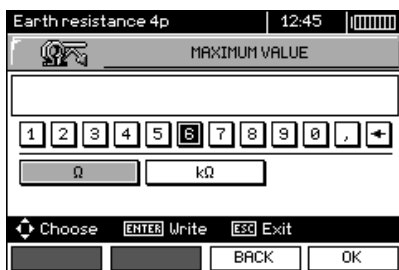 Earth resistance 4p 12:45
MAXIMUM VALUE
1 2 3 4 5 6 7 8 9 0 , ←
Ω kΩ
Choose ENTER Write ESC Exit
BACK OK